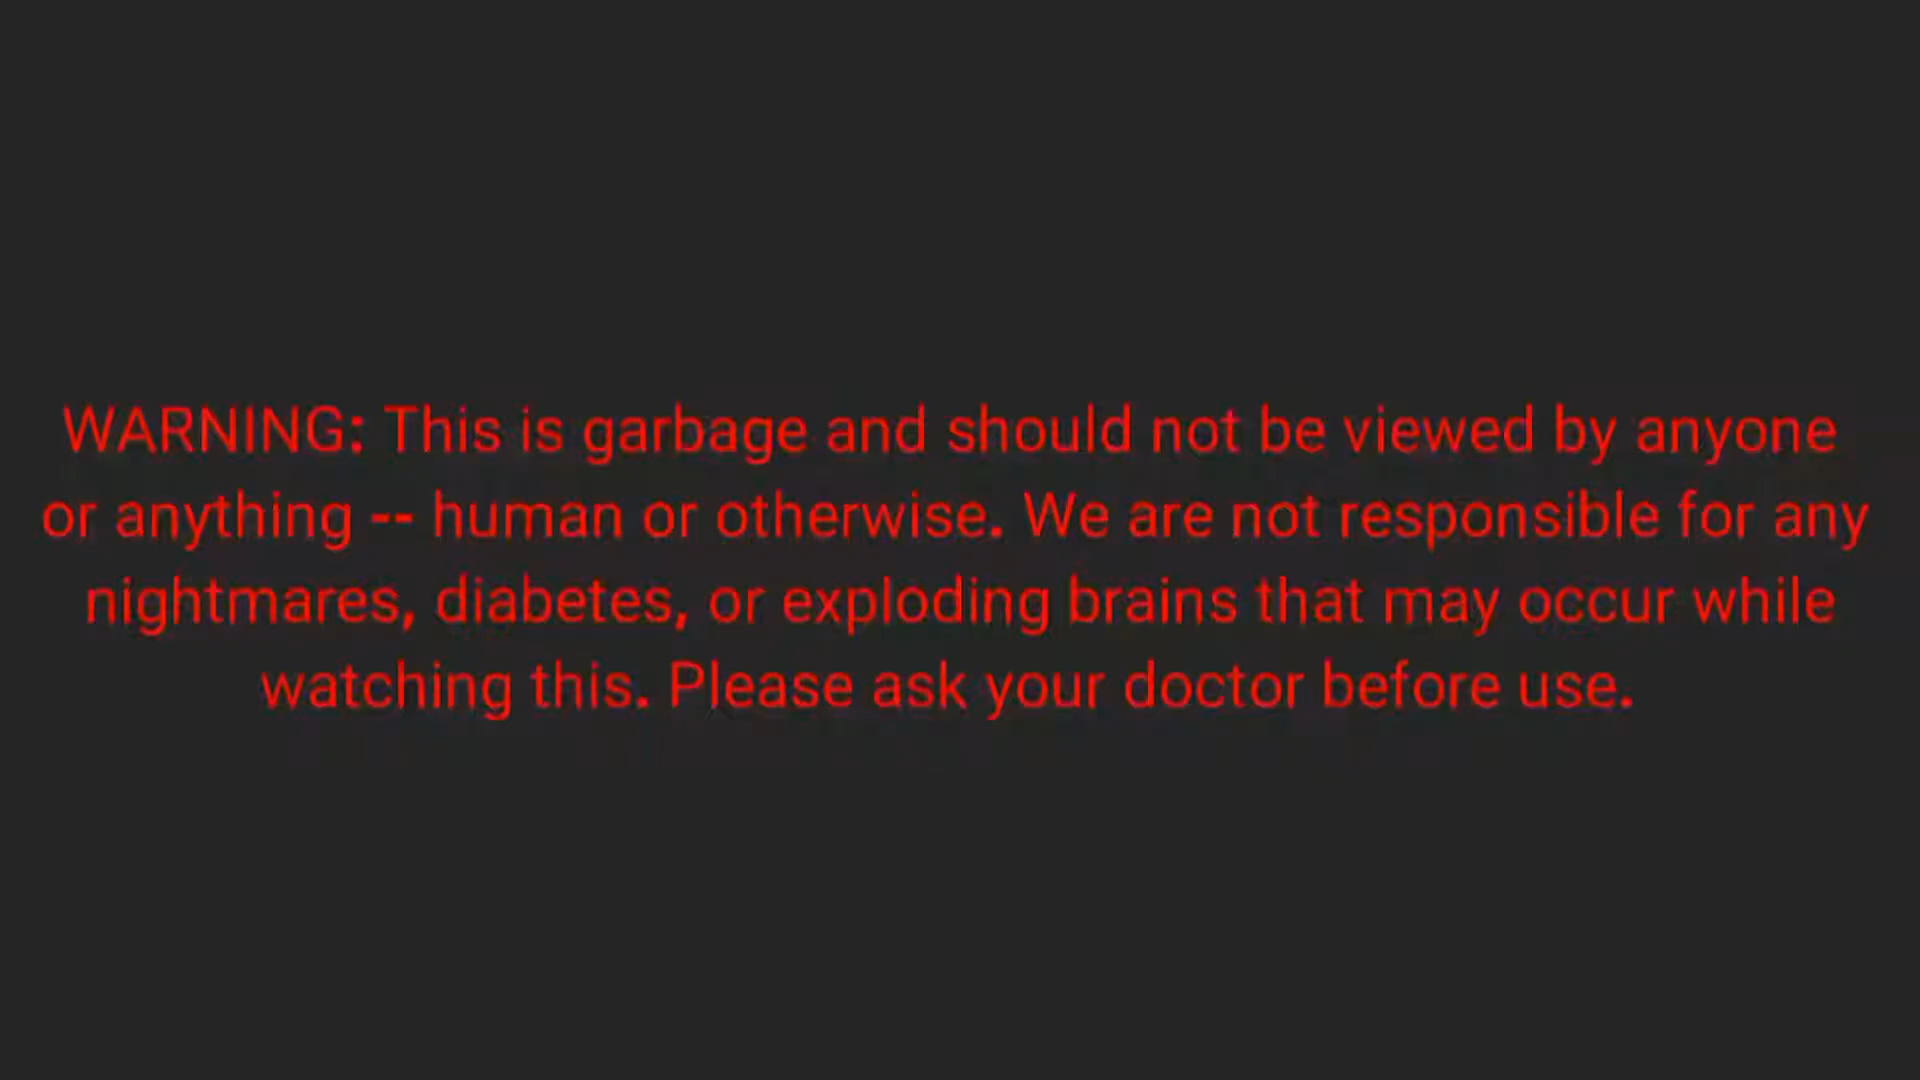 WARNING: This is garbage and should not be viewed by anyone
or anything -- human or otherwise. We are not responsible for any
nightmares, diabetes, or exploding brains that may occur while
watching this. Please ask your doctor before use.